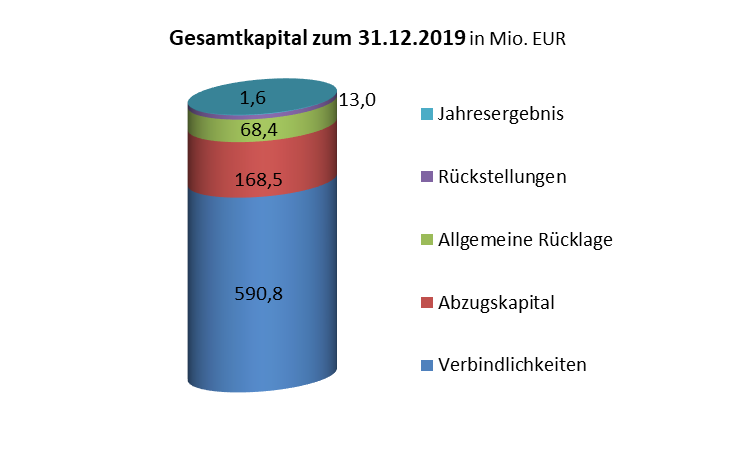 Gesamtkapital zum 31.12.2019 in Mio. EUR
1,6
13,0
68,4
168,5
590,8
Jahresergebnis
Rückstellungen
Allgemeine Rücklage
Abzugskapital
Verbindlichkeiten